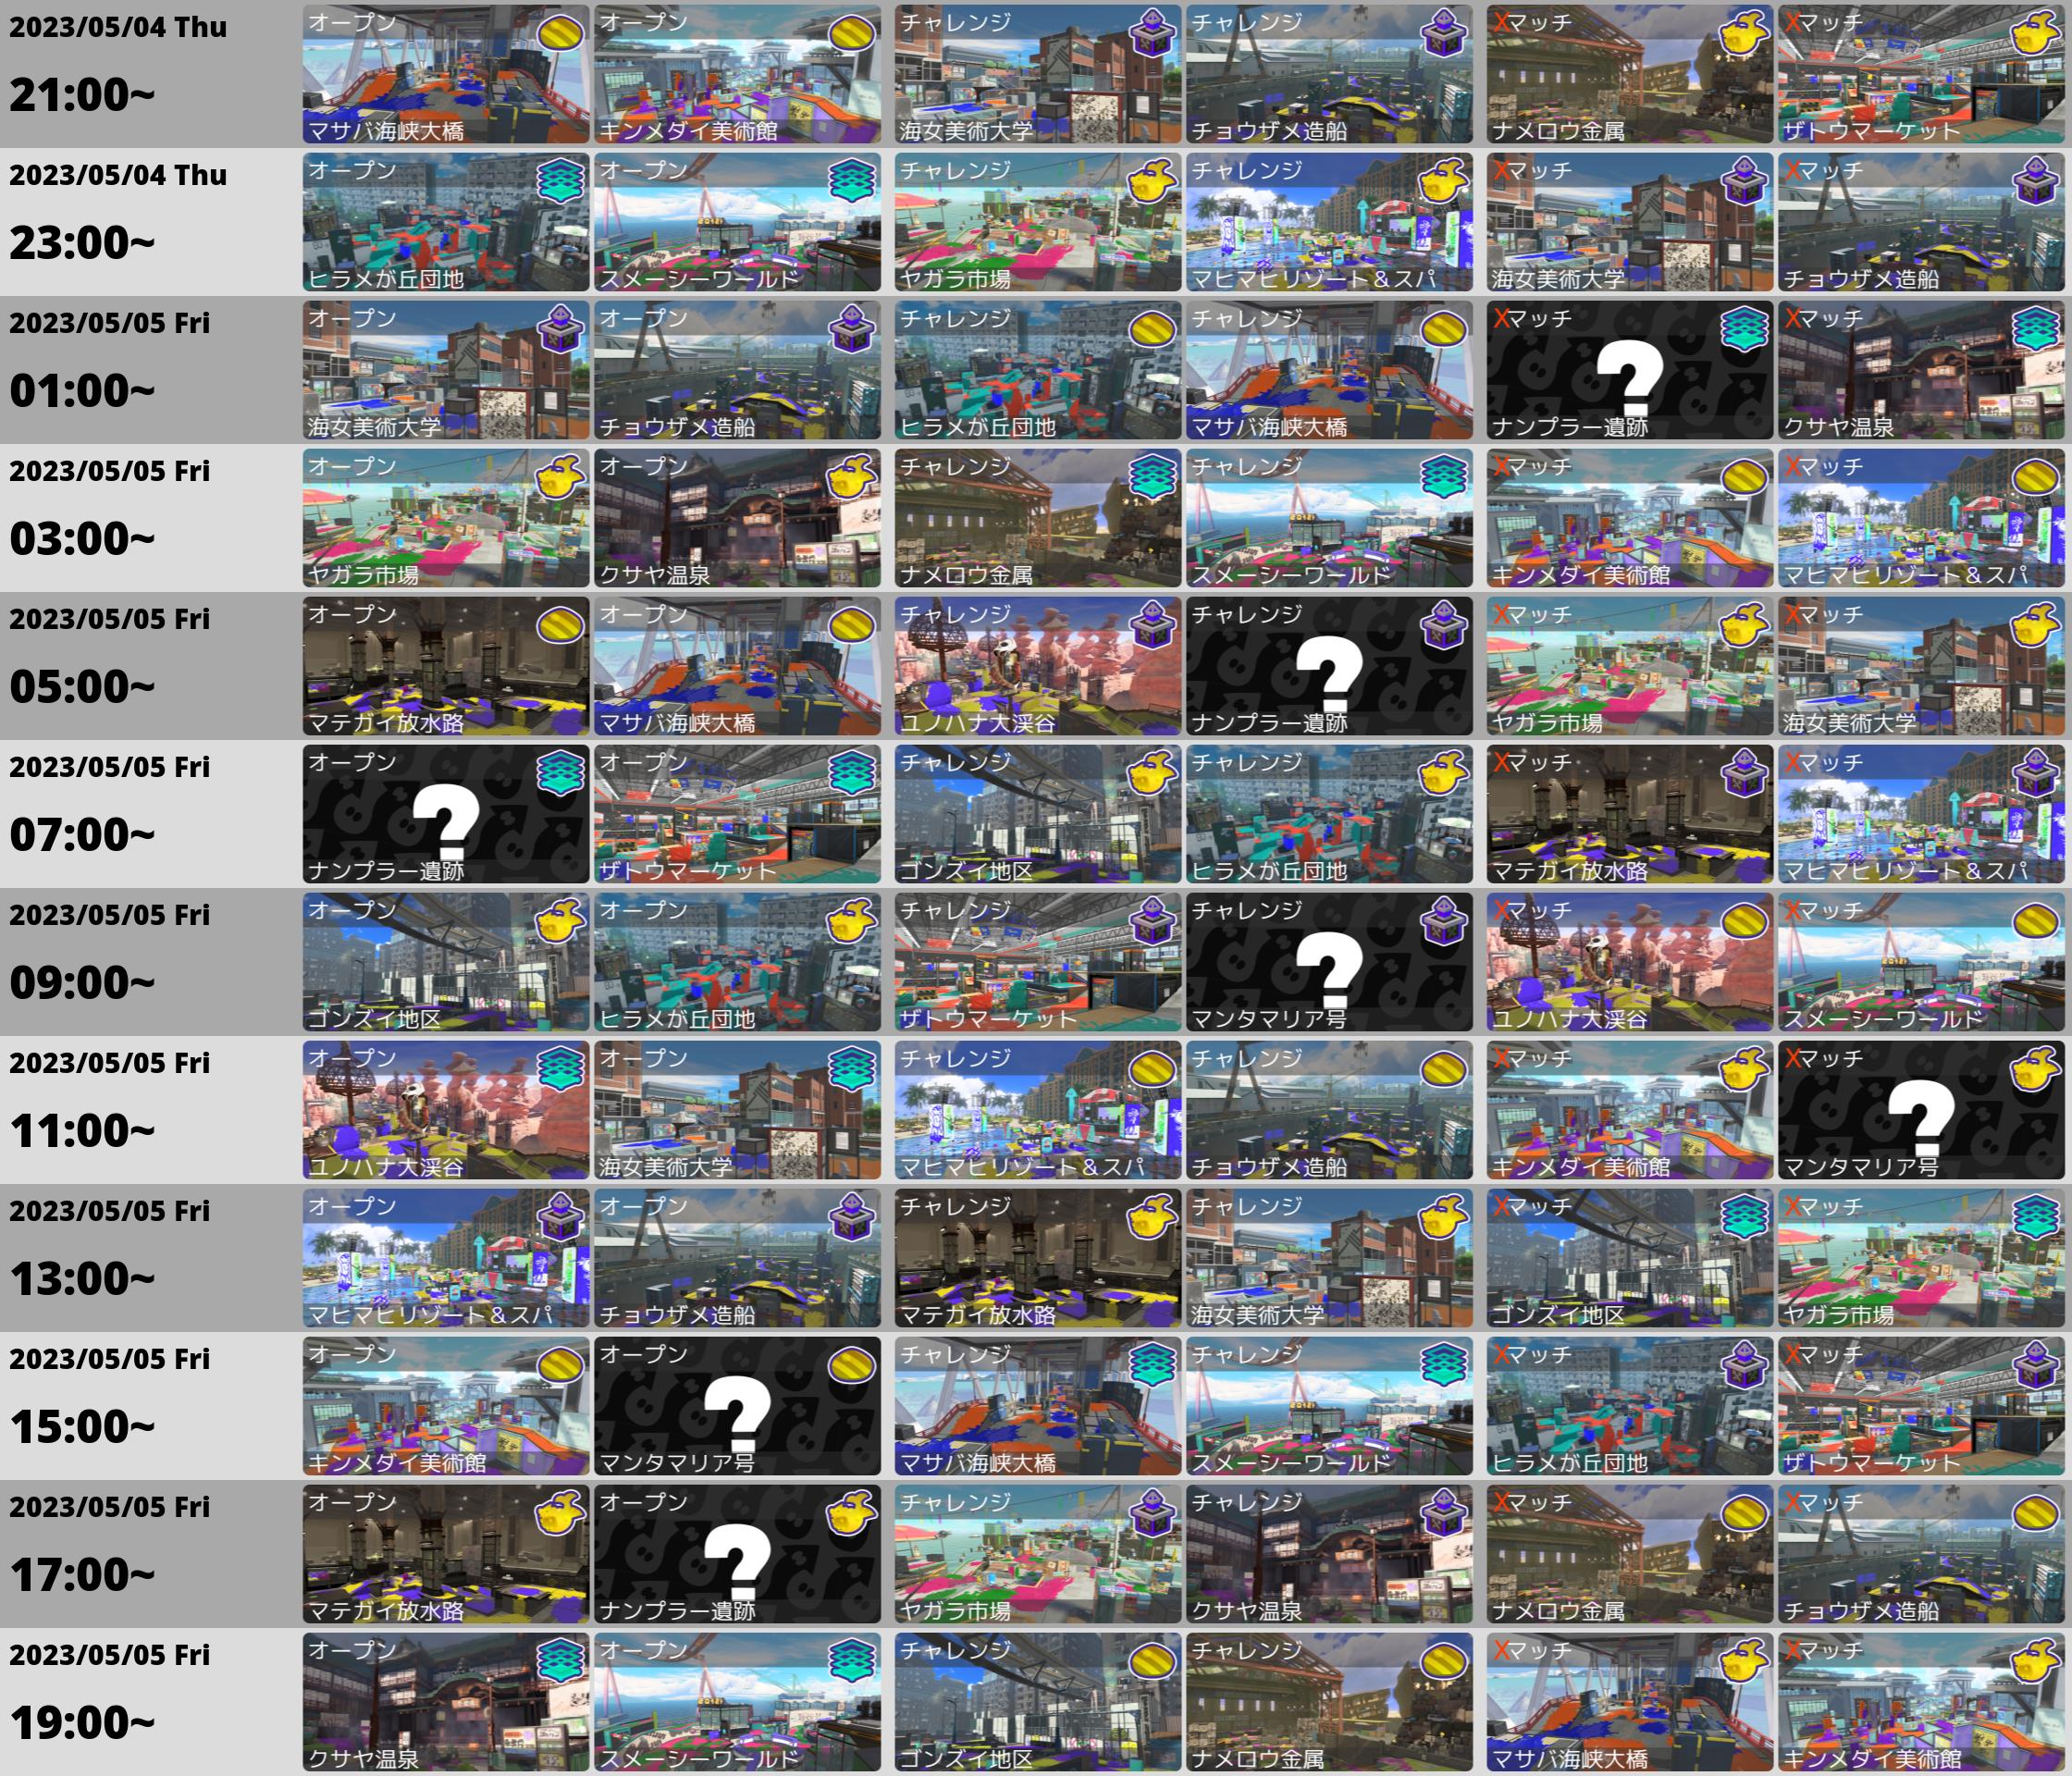 2023/05/04 Thu
21:00~
オープン
マサバ海峡大橋
オープン
キンメダイ美術館
チャレンジ
海女美術大学
チャレンジ
チョウザメ造船
Xマッチ
ナメロウ金属
Xマッチ
ザトウマーケット
2023/05/04 Thu
23:00~
オープン
ヒラメが丘団地
オープン
スメーシーワールド
チャレンジ
ヤガラ市場
チャレンジ
マヒマヒリゾート＆スパ
Xマッチ
海女美術大学
Xマッチ
チョウザメ造船
2023/05/05 Fri
01:00~
オープン
海女美術大学
オープン
チョウザメ造船
チャレンジ
ヒラメが丘団地
チャレンジ
マサバ海峡大橋
Xマッチ
?
ナンプラー遺跡
Xマッチ
クサヤ温泉
2023/05/05 Fri
03:00~
オープン
ヤガラ市場
オープン
クサヤ温泉
チャレンジ
ナメロウ金属
チャレンジ
スメーシーワールド
Xマッチ
キンメダイ美術館
Xマッチ
マヒマヒリゾート＆スパ
2023/05/05 Fri
05:00~
オープン
マテガイ放水路
オープン
マサバ海峡大橋
チャレンジ
ユノハナ大渓谷
チャレンジ
?
ナンプラー遺跡
Xマッチ
ヤガラ市場
Xマッチ
海女美術大学
2023/05/05 Fri
07:00~
オープン
?
ナンプラー遺跡
オープン
ザトウマーケット
チャレンジ
ゴンズイ地区
チャレンジ
ヒラメが丘団地
Xマッチ
マテガイ放水路
Xマッチ
マヒマヒリゾート＆スパ
2023/05/05 Fri
09:00~
オープン
ゴンズイ地区
オープン
ヒラメが丘団地
チャレンジ
ザトウマーケット
チャレンジ
?
マンタマリア号
Xマッチ
ユノハナ大渓谷
Xマッチ
スメーシーワールド
2023/05/05 Fri
11:00~
オープン
ユノハナ大渓谷
オープン
海女美術大学
チャレンジ
マヒマヒリゾート＆スパ
チャレンジ
チョウザメ造船
Xマッチ
キンメダイ美術館
Xマッチ
?
マンタマリア号
2023/05/05 Fri
13:00~
オープン
マヒマヒリゾート＆スパ
オープン
チョウザメ造船
チャレンジ
マテガイ放水路
チャレンジ
海女美術大学
Xマッチ
ゴンズイ地区
Xマッチ
ヤガラ市場
2023/05/05 Fri
15:00~
オープン
キンメダイ美術館
オープン
?
マンタマリア号
チャレンジ
マサバ海峡大橋
チャレンジ
スメーシーワールド
Xマッチ
ヒラメが丘団地
Xマッチ
ザトウマーケット
2023/05/05 Fri
17:00~
オープン
マテガイ放水路
オープン
?
ナンプラー遺跡
チャレンジ
ヤガラ市場
チャレンジ
クサヤ温泉
Xマッチ
ナメロウ金属
Xマッチ
チョウザメ造船
2023/05/05 Fri
19:00~
オープン
クサヤ温泉
オープン
スメーシーワールド
チャレンジ
ゴンズイ地区
チャレンジ
ナメロウ金属
Xマッチ
マサバ海峡大橋
Xマッチ
キンメダイ美術館